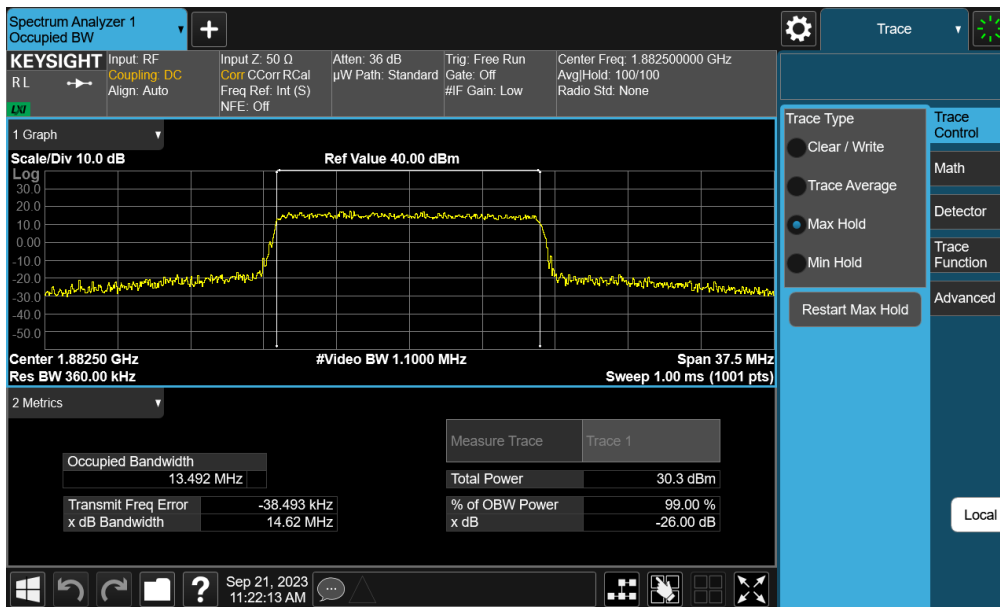 Spectrum Analyzer 1
Occupied BW
+
Trace
KEYSIGHT
R L
LXI
Input: RF
Coupling: DC
Align: Auto
Input Z: 50 Ω
Corr CCorr RCal
Freq Ref: Int (S)
NFE: Off
Atten: 36 dB
µW Path: Standard
Trig: Free Run
Gate: Off
#IF Gain: Low
Center Freq: 1.882500000 GHz
Avg|Hold: 100/100
Radio Std: None
1 Graph
Scale/Div 10.0 dB
Ref Value 40.00 dBm
Log
30.0
20.0
10.0
0.00
-10.0
-20.0
-30.0
-40.0
-50.0
Center 1.88250 GHz
#Video BW 1.1000 MHz
Span 37.5 MHz
Res BW 360.00 kHz
Sweep 1.00 ms (1001 pts)
2 Metrics
Measure Trace
Trace 1
Occupied Bandwidth
13.492 MHz
Total Power
30.3 dBm
Transmit Freq Error
-38.493 kHz
% of OBW Power
99.00 %
x dB Bandwidth
14.62 MHz
x dB
-26.00 dB
?
Sep 21, 2023
11:22:13 AM
Trace Type
Clear / Write
Trace Average
Max Hold
Min Hold
Restart Max Hold
Trace
Control
Math
Detector
Trace
Function
Advanced
Local